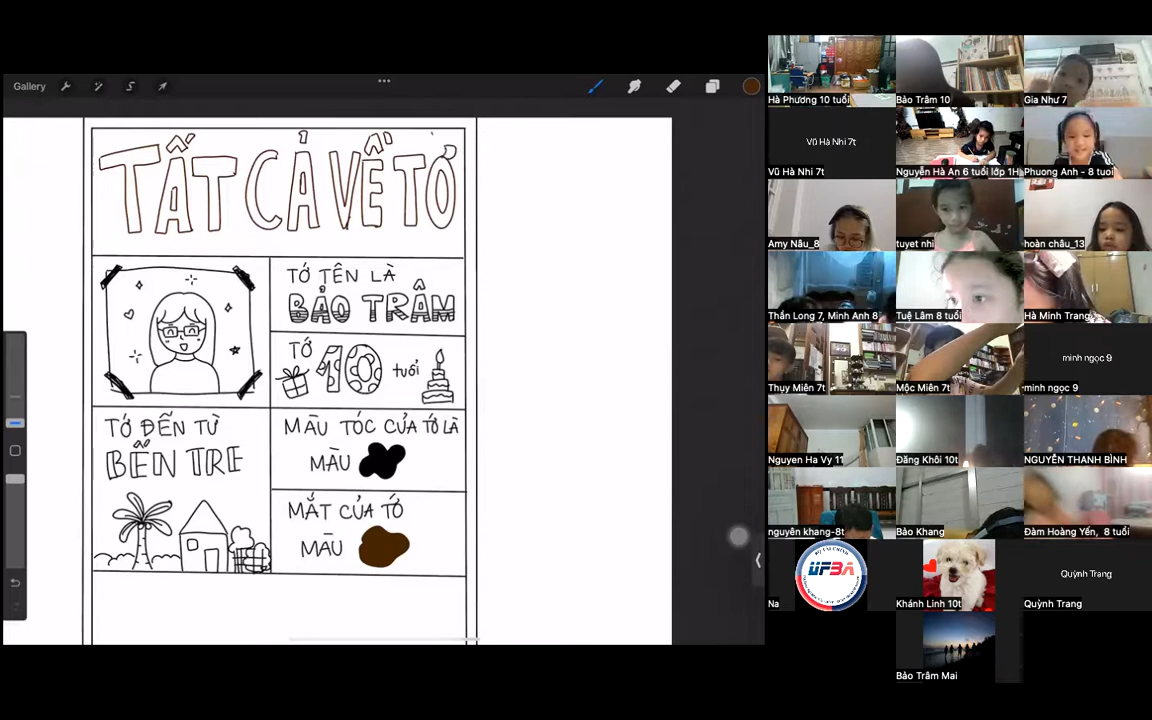 Gallery
TẤT CẢ VỀ TỚ
TỚ TÊN LÀ
BẢO TRÂM
TỚ 10 tuổi
TỚ ĐẾN TỪ
BẾN TRE
MÀU TÓC CỦA TỚ LÀ
MÀU
MẮT CỦA TỚ
MÀU
Hà Phương 10 tuổi
Bảo Trâm 10
Gia Như 7
Vũ Hà Nhi 7t
Vũ Hà Nhi 7t
Nguyễn Hà An 6 tuổi lớp 1H
Phuong Anh - 8 tuoi
Amy Nâu_8
tuyet nhi
hoàn châu_13
Thần Long 7, Minh Anh 8
Tuệ Lâm 8 tuổi
Hà Minh Trang
Thụy Miên 7t
Mộc Miên 7t
minh ngọc 9
minh ngọc 9
Nguyen Ha Vy 11
Đăng Khôi 10t
NGUYỄN THANH BÌNH
nguyên khang-8t
Bảo Khang
Đàm Hoàng Yến, 8 tuổi
UFBA
Na
Khánh Linh 10t
Quỳnh Trang
Quỳnh Trang
Bảo Trâm Mai